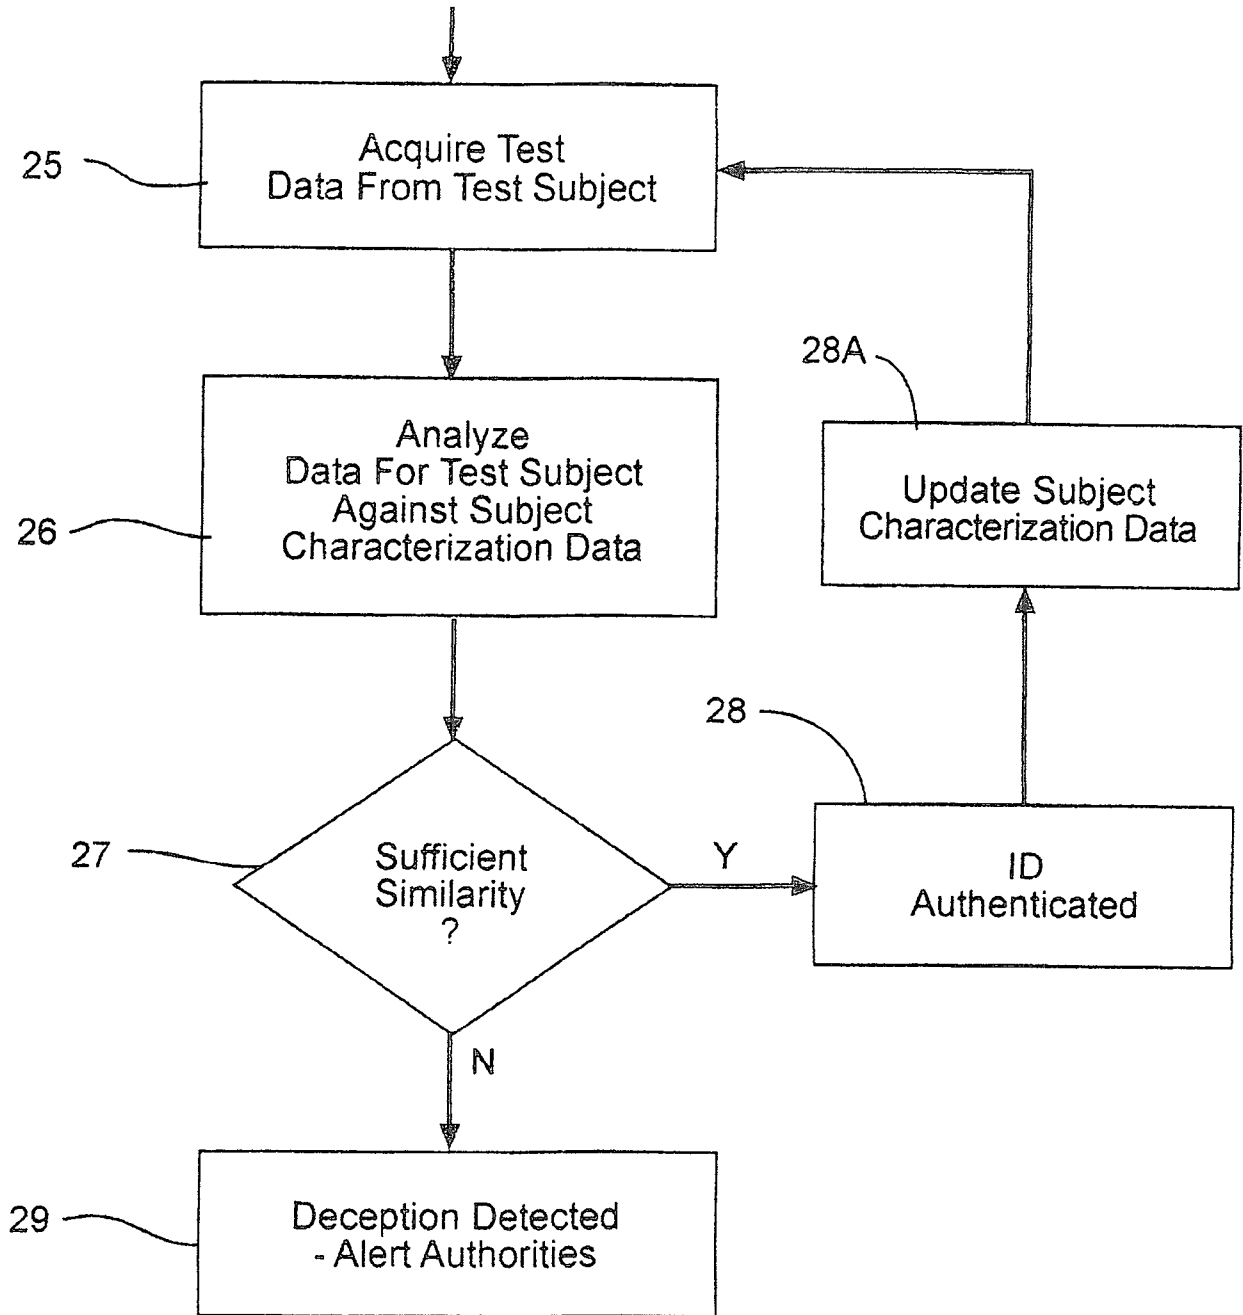 25
Acquire Test
Data From Test Subject
28A
Analyze
Data For Test Subject
Against Subject
Characterization Data
26
Update Subject
Characterization Data
28
27
Sufficient
Similarity
?
Y
ID
Authenticated
N
29
Deception Detected
- Alert Authorities